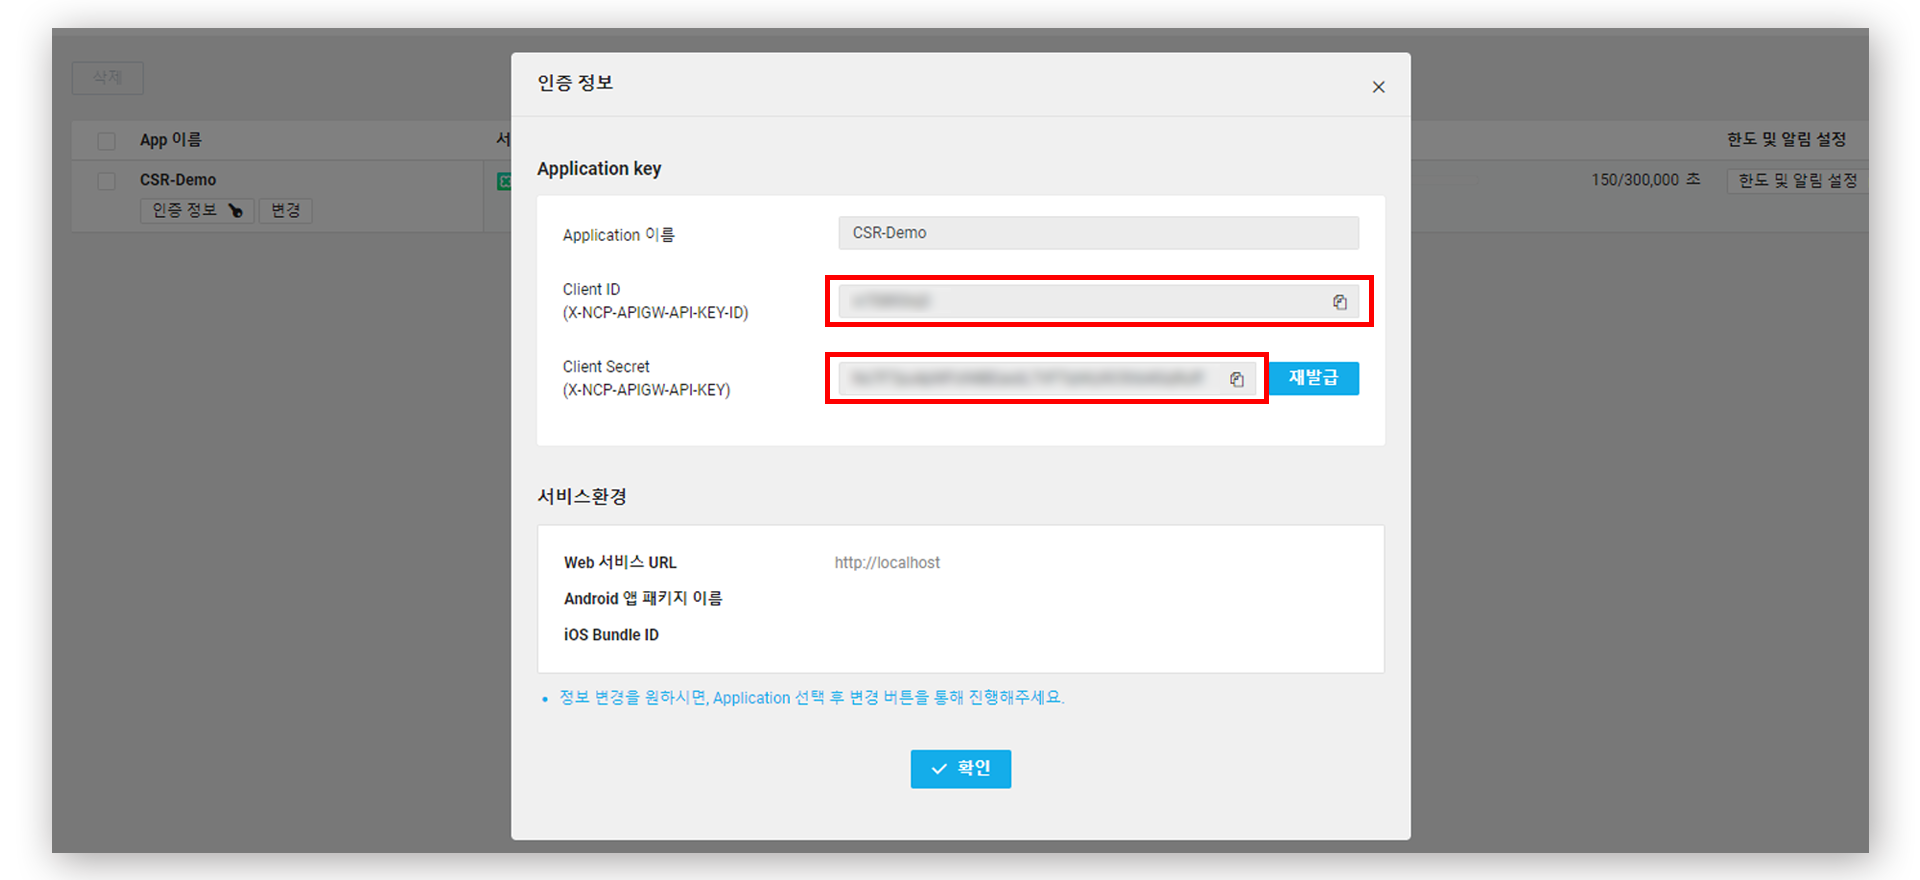 삭제
App 이름
서
한도 및 알림 설정
CSR-Demo
150/300,000 초
한도 및 알림 설정
인증 정보
변경
인증 정보
Application key
Application 이름
CSR-Demo
Client ID
(X-NCP-APIGW-API-KEY-ID)
Client Secret
(X-NCP-APIGW-API-KEY)
재발급
서비스환경
Web 서비스 URL
http://localhost
Android 앱 패키지 이름
iOS Bundle ID
• 정보 변경을 원하시면, Application 선택 후 변경 버튼을 통해 진행해주세요.
확인